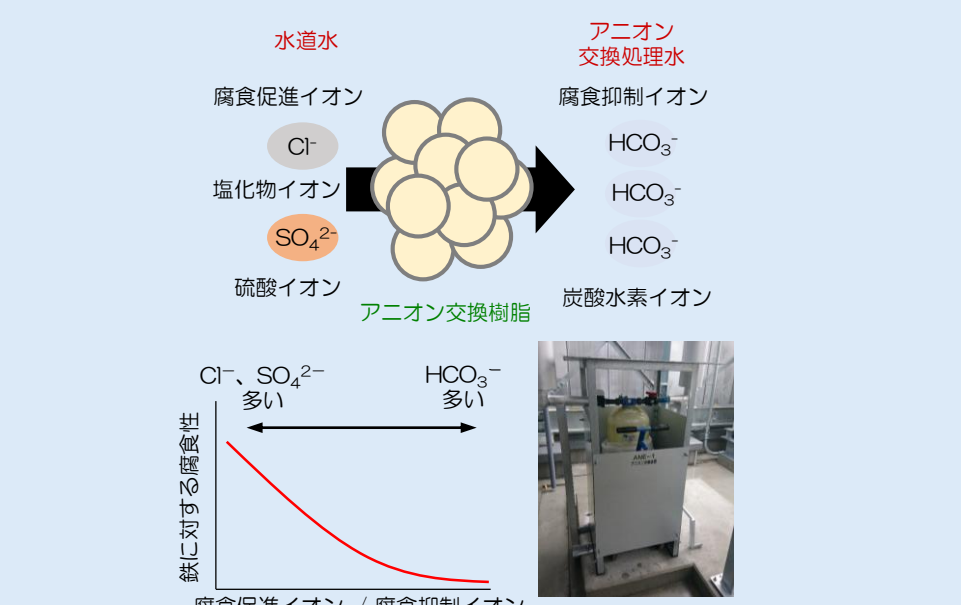 水道水
アニオン
交換処理水
腐食促進イオン
腐食抑制イオン
Cl⁻
塩化物イオン
SO₄²⁻
硫酸イオン
HCO₃⁻
HCO₃⁻
HCO₃⁻
炭酸水素イオン
アニオン交換樹脂
Cl⁻、SO₄²⁻
多い
HCO₃⁻
多い
鉄に対する腐食性
腐食促進イオン / 腐食抑制イオン
ANE-1